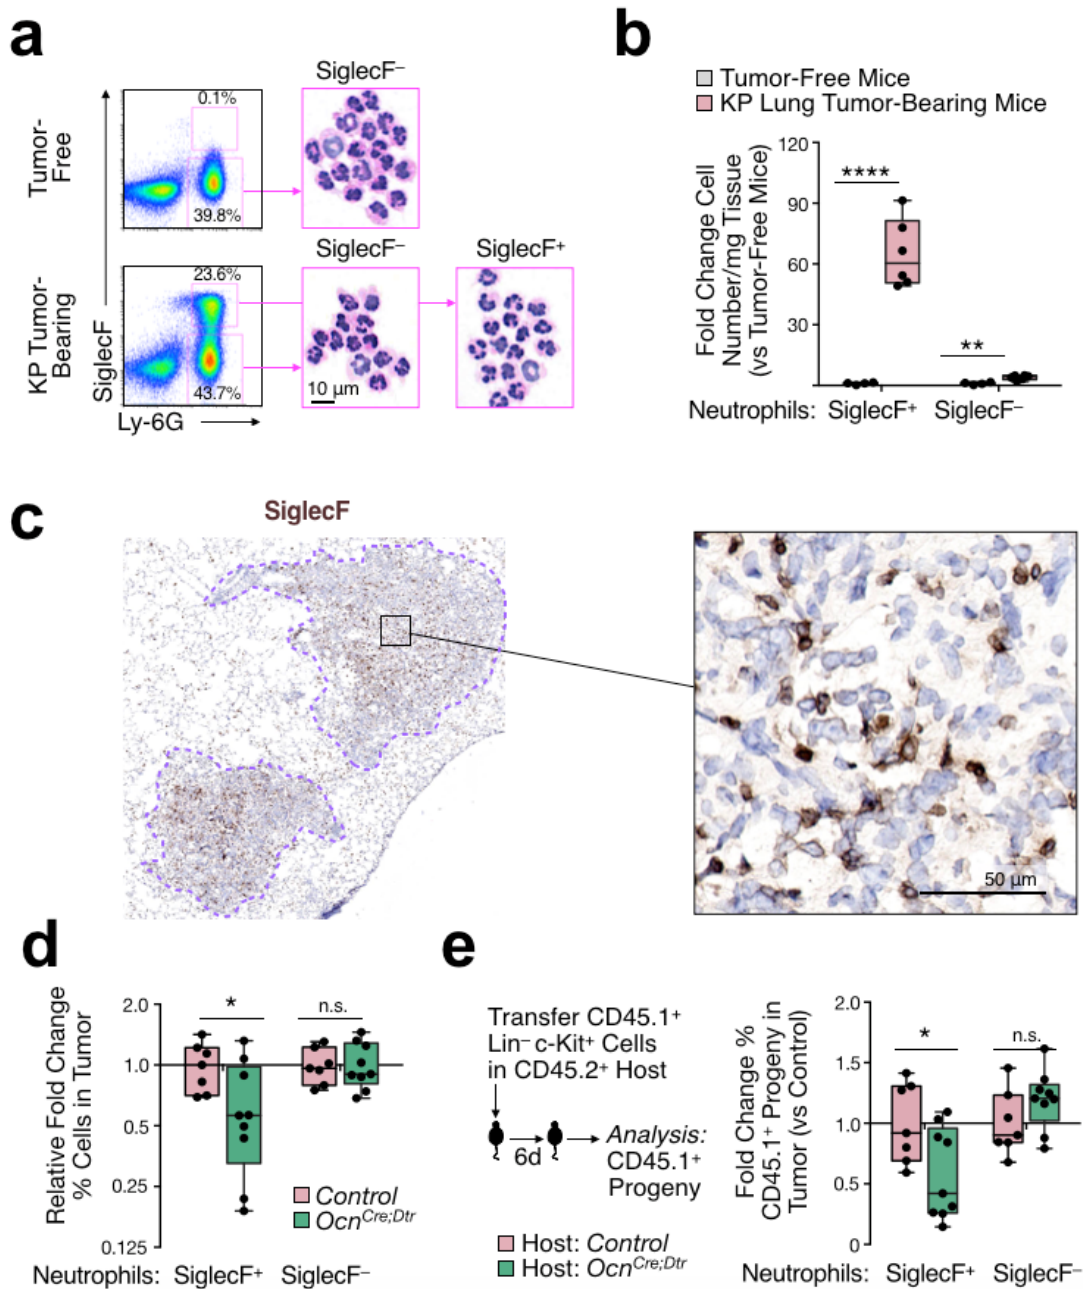 a
SiglecF⁻
Tumor-
Free
0.1%
39.8%
SiglecF⁻
SiglecF⁺
KP Tumor-
Bearing
SiglecF
23.6%
43.7%
10 µm
Ly-6G
b
Tumor-Free Mice
KP Lung Tumor-Bearing Mice
Fold Change Cell
Number/mg Tissue
(vs Tumor-Free Mice)
120
90
60
30
****
**
Neutrophils: SiglecF⁺ SiglecF⁻
c
SiglecF
50 µm
d
Relative Fold Change
% Cells in Tumor
2.0
1.0
0.5
0.25
0.125
*
n.s.
Control
Ocn^Cre;Dtr
Neutrophils: SiglecF⁺ SiglecF⁻
e
Transfer CD45.1⁺
Lin⁻ c-Kit⁺ Cells
in CD45.2⁺ Host
6d
Analysis:
CD45.1⁺
Progeny
Host: Control
Host: Ocn^Cre;Dtr
Fold Change %
CD45.1⁺ Progeny in
Tumor (vs Control)
2.0
1.5
1.0
0.5
0
*
n.s.
Neutrophils: SiglecF⁺ SiglecF⁻